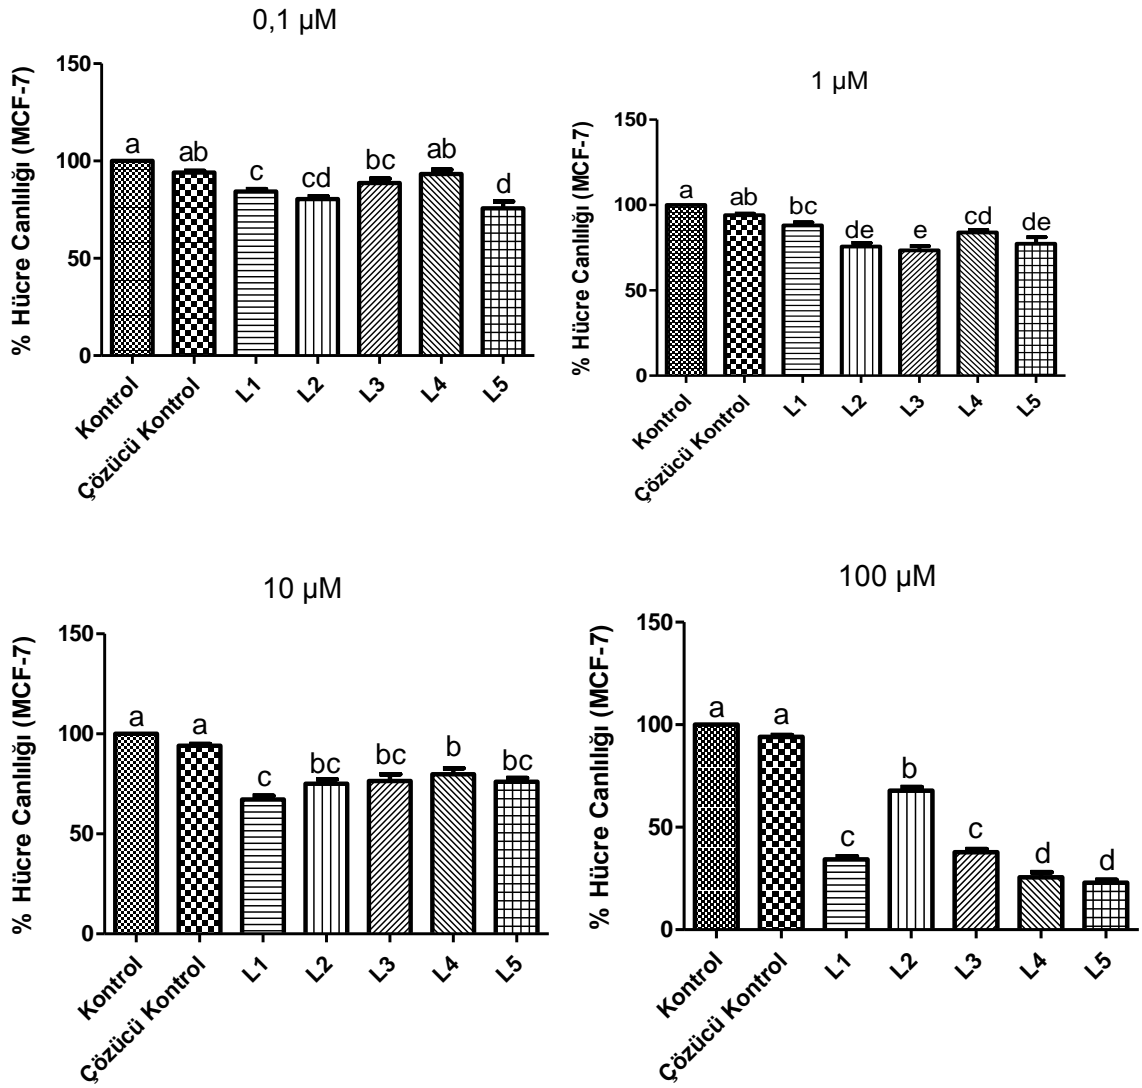 0,1 µM
% Hücre Canlılığı (MCF-7)
150
100
50
0
a
ab
c
cd
bc
ab
d
Kontrol
Çözücü Kontrol
L1
L2
L3
L4
L5
1 µM
% Hücre Canlılığı (MCF-7)
150
100
50
0
a
ab
bc
de
e
cd
de
Kontrol
Çözücü Kontrol
L1
L2
L3
L4
L5
10 µM
% Hücre Canlılığı (MCF-7)
150
100
50
0
a
a
c
bc
bc
b
bc
Kontrol
Çözücü Kontrol
L1
L2
L3
L4
L5
100 µM
% Hücre Canlılığı (MCF-7)
150
100
50
0
a
a
c
b
c
d
d
Kontrol
Çözücü Kontrol
L1
L2
L3
L4
L5